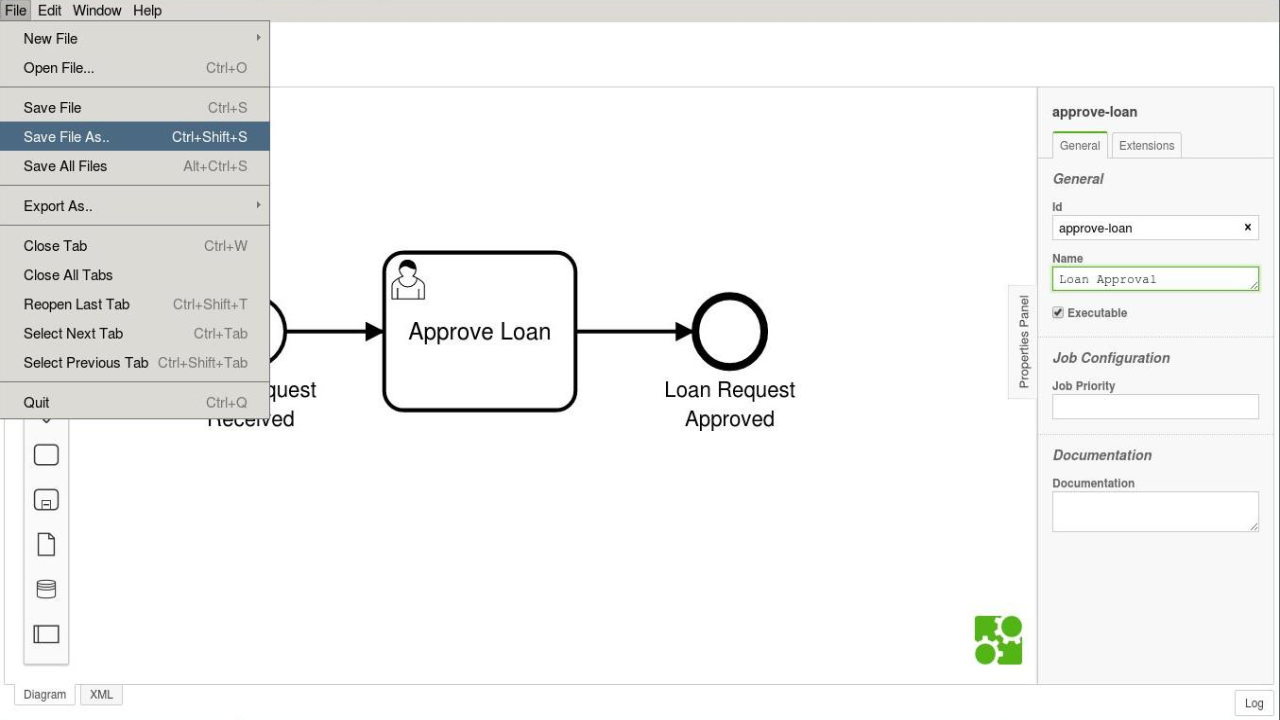 File Edit Window Help
New File
Open File... Ctrl+O
Save File Ctrl+S
Save File As.. Ctrl+Shift+S
Save All Files Alt+Ctrl+S
Export As..
Close Tab Ctrl+W
Close All Tabs
Reopen Last Tab Ctrl+Shift+T
Select Next Tab Ctrl+Tab
Select Previous Tab Ctrl+Shift+Tab
Quit Ctrl+Q
quest
Received
Approve Loan
Loan Request
Approved
Properties Panel
approve-loan
General Extensions
General
Id
approve-loan
Name
Loan Approval
Executable
Job Configuration
Job Priority
Documentation
Documentation
Diagram XML
Log